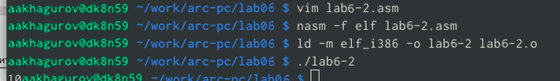 aakhagurov@dk8n59 ~/work/arc-pc/lab06 $ vim lab6-2.asm
aakhagurov@dk8n59 ~/work/arc-pc/lab06 $ nasm -f elf lab6-2.asm
aakhagurov@dk8n59 ~/work/arc-pc/lab06 $ ld -m elf_i386 -o lab6-2 lab6-2.o
aakhagurov@dk8n59 ~/work/arc-pc/lab06 $ ./lab6-2
10aakhagurov@dk8n59 ~/work/arc-pc/lab06 $